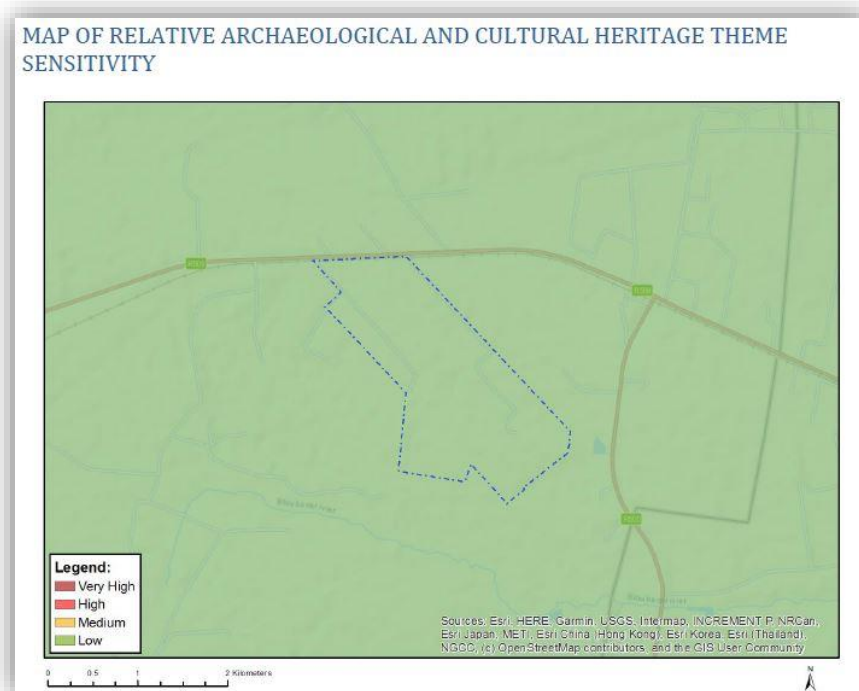 MAP OF RELATIVE ARCHAEOLOGICAL AND CULTURAL HERITAGE THEME
SENSITIVITY
Legend:
Very High
High
Medium
Low
Sources: Esri, HERE, Garmin, USGS, Intermap, INCREMENT P, NRCan,
Esri Japan, METI, Esri China (Hong Kong), Esri Korea, Esri (Thailand),
NGCC, (c) OpenStreetMap contributors, and the GIS User Community
0 0.5 1 2 Kilometers
N